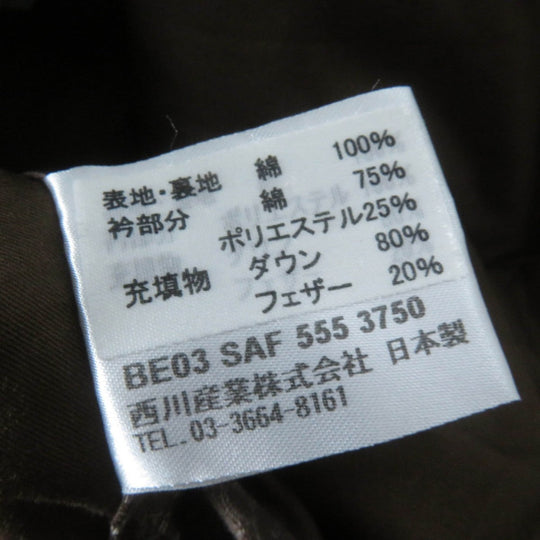 表地・裏地 綿 100%
衿部分 綿 75%
ポリエステル25%
充填物 ダウン 80%
フェザー 20%
BE03 SAF 555 3750
西川産業株式会社 日本製
TEL. 03-3664-8161